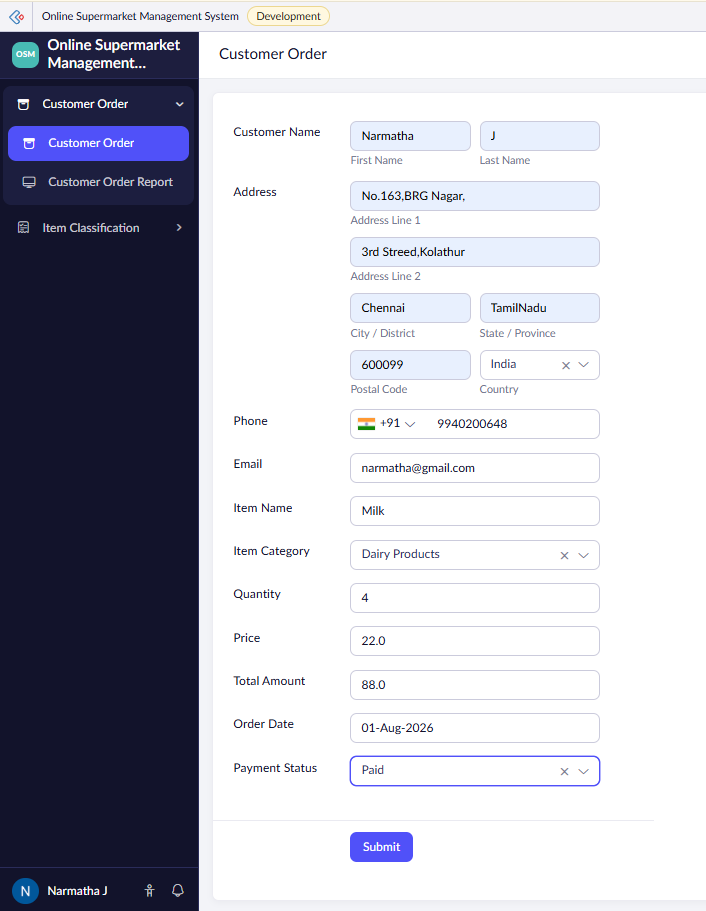 Online Supermarket Management System Development
OSM
Online Supermarket
Management...
Customer Order
Customer Order
Customer Order Report
Item Classification
N Narmatha J
Customer Order
Customer Name
Narmatha J
First Name Last Name
Address
No.163,BRG Nagar,
Address Line 1
3rd Streed,Kolathur
Address Line 2
Chennai TamilNadu
City / District State / Province
600099 India
Postal Code Country
Phone +91 9940200648
Email narmatha@gmail.com
Item Name Milk
Item Category Dairy Products
Quantity 4
Price 22.0
Total Amount 88.0
Order Date 01-Aug-2026
Payment Status Paid
Submit